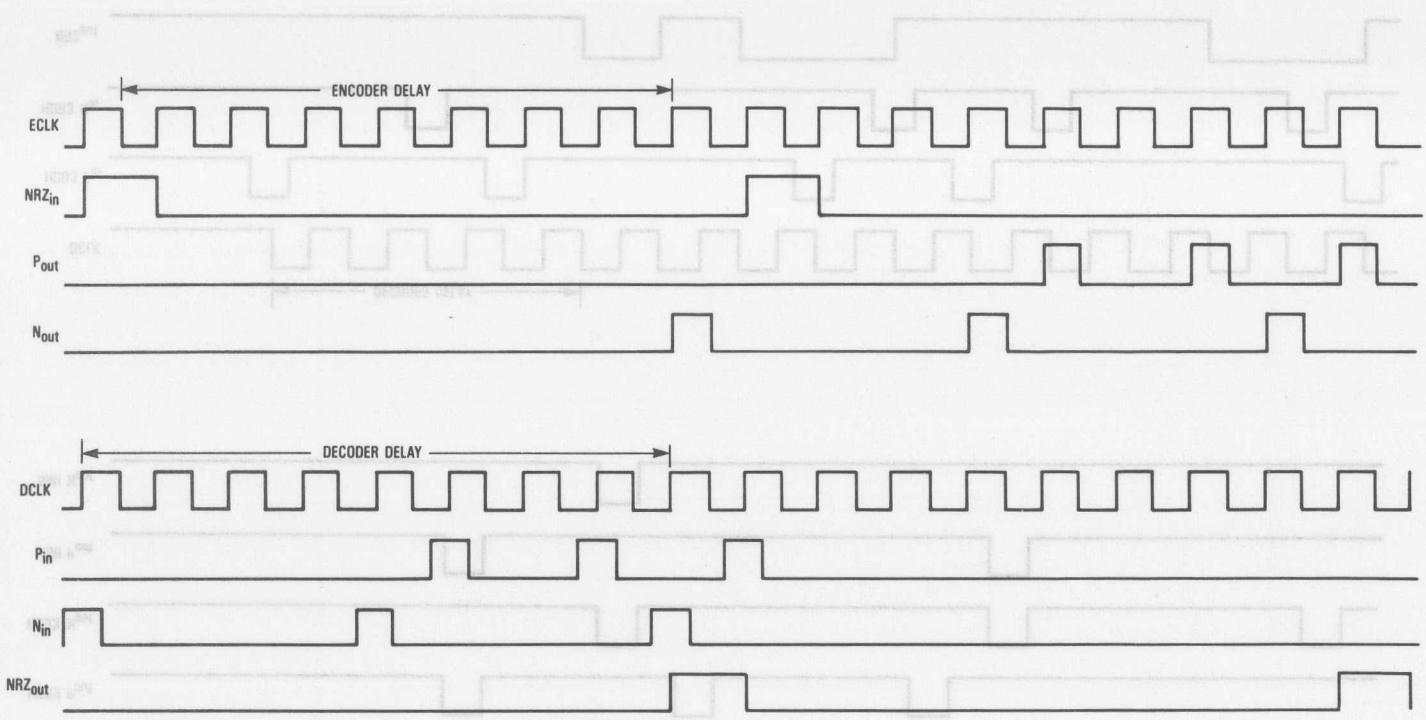 ENCODER DELAY
ECLK
NRZin
Pout
Nout
DECODER DELAY
DCLK
Pin
Nin
NRZout